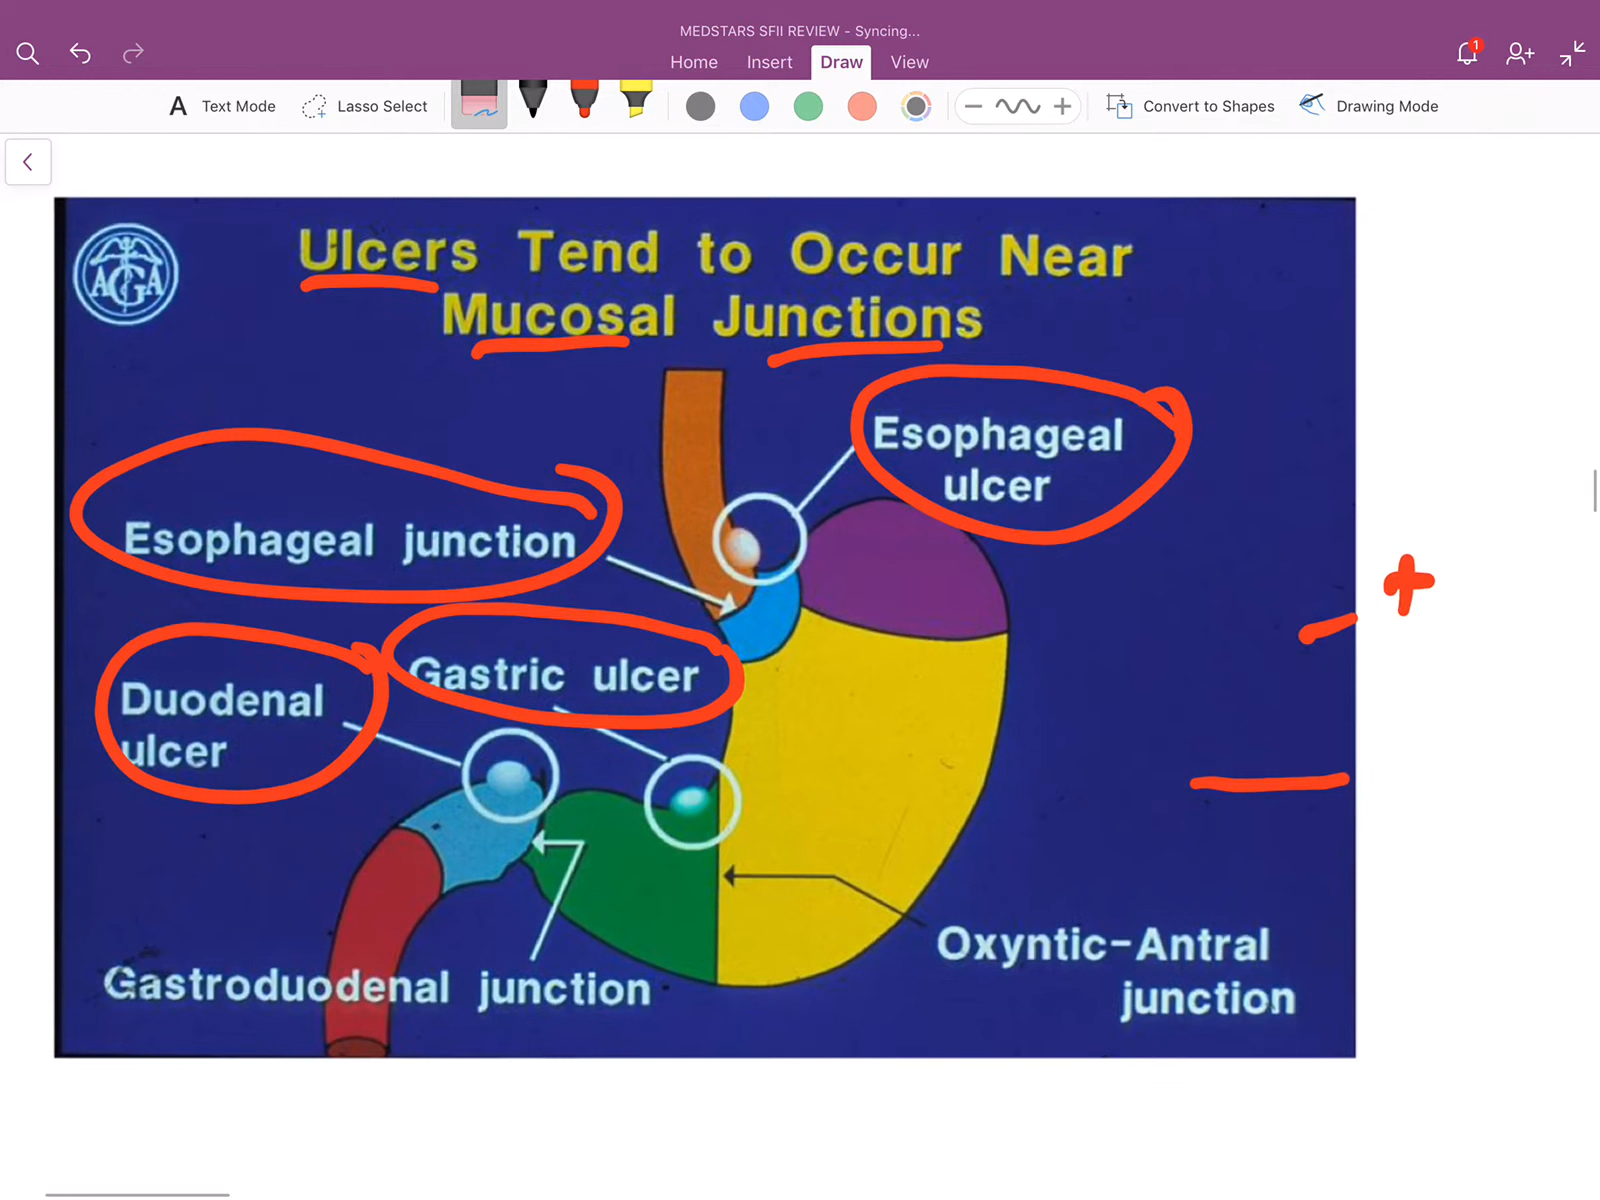 MEDSTARS SFII REVIEW - Syncing...
Home Insert Draw View
1
A Text Mode Lasso Select Convert to Shapes Drawing Mode
AGA
Ulcers Tend to Occur Near
Mucosal Junctions
Esophageal
ulcer
Esophageal junction
Gastric ulcer
Duodenal
ulcer
Oxyntic-Antral
junction
Gastroduodenal junction